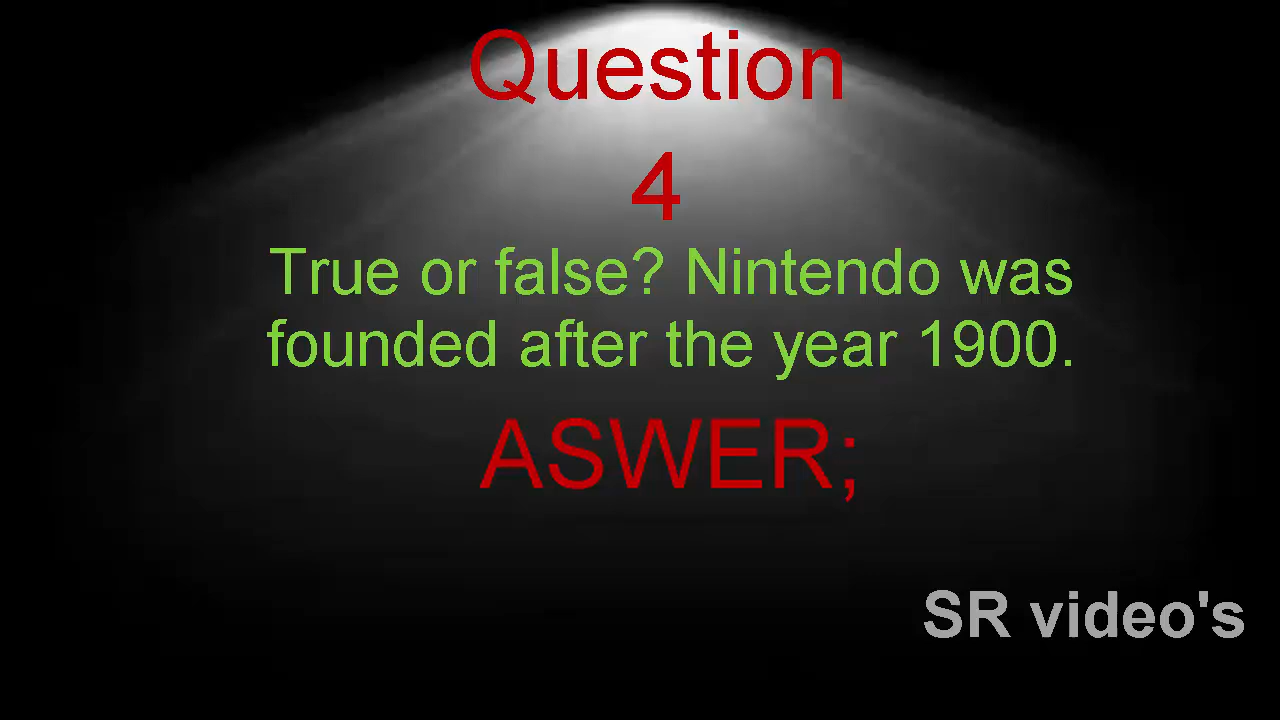 Question
4
True or false? Nintendo was
founded after the year 1900.
ASWER;
SR video's